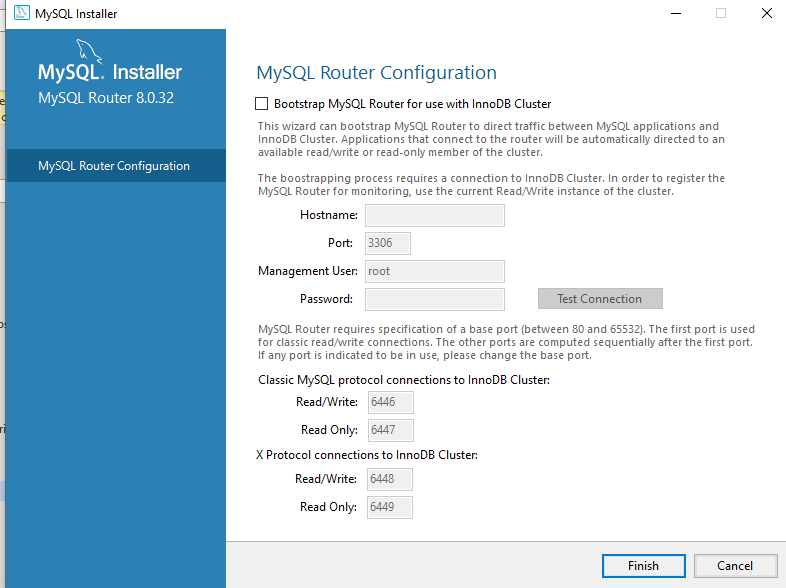 MySQL Installer
MySQL. Installer
MySQL Router 8.0.32
MySQL Router Configuration
MySQL Router Configuration
Bootstrap MySQL Router for use with InnoDB Cluster
This wizard can bootstrap MySQL Router to direct traffic between MySQL applications and
InnoDB Cluster. Applications that connect to the router will be automatically directed to an
available read/write or read-only member of the cluster.
The boostrapping process requires a connection to InnoDB Cluster. In order to register the
MySQL Router for monitoring, use the current Read/Write instance of the cluster.
Hostname:
Port: 3306
Management User: root
Password:
Test Connection
MySQL Router requires specification of a base port (between 80 and 65532). The first port is used
for classic read/write connections. The other ports are computed sequentially after the first port.
If any port is indicated to be in use, please change the base port.
Classic MySQL protocol connections to InnoDB Cluster:
Read/Write: 6446
Read Only: 6447
X Protocol connections to InnoDB Cluster:
Read/Write: 6448
Read Only: 6449
Finish
Cancel